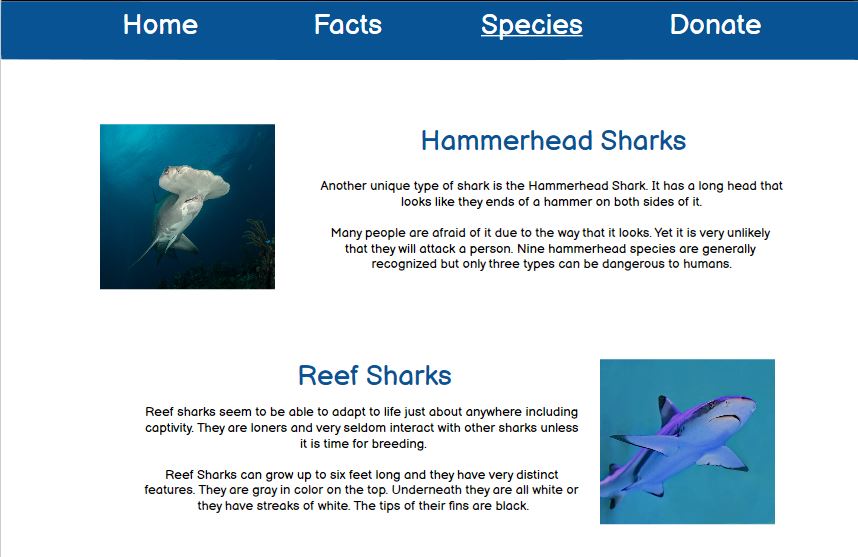 Home Facts Species Donate
Hammerhead Sharks
Another unique type of shark is the Hammerhead Shark. It has a long head that
looks like they ends of a hammer on both sides of it.
Many people are afraid of it due to the way that it looks. Yet it is very unlikely
that they will attack a person. Nine hammerhead species are generally
recognized but only three types can be dangerous to humans.
Reef Sharks
Reef sharks seem to be able to adapt to life just about anywhere including
captivity. They are loners and very seldom interact with other sharks unless
it is time for breeding.
Reef Sharks can grow up to six feet long and they have very distinct
features. They are gray in color on the top. Underneath they are all white or
they have streaks of white. The tips of their fins are black.